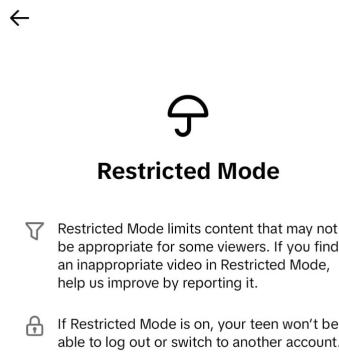 Restricted Mode
Restricted Mode limits content that may not
be appropriate for some viewers. If you find
an inappropriate video in Restricted Mode,
help us improve by reporting it.
If Restricted Mode is on, your teen won't be
able to log out or switch to another account.